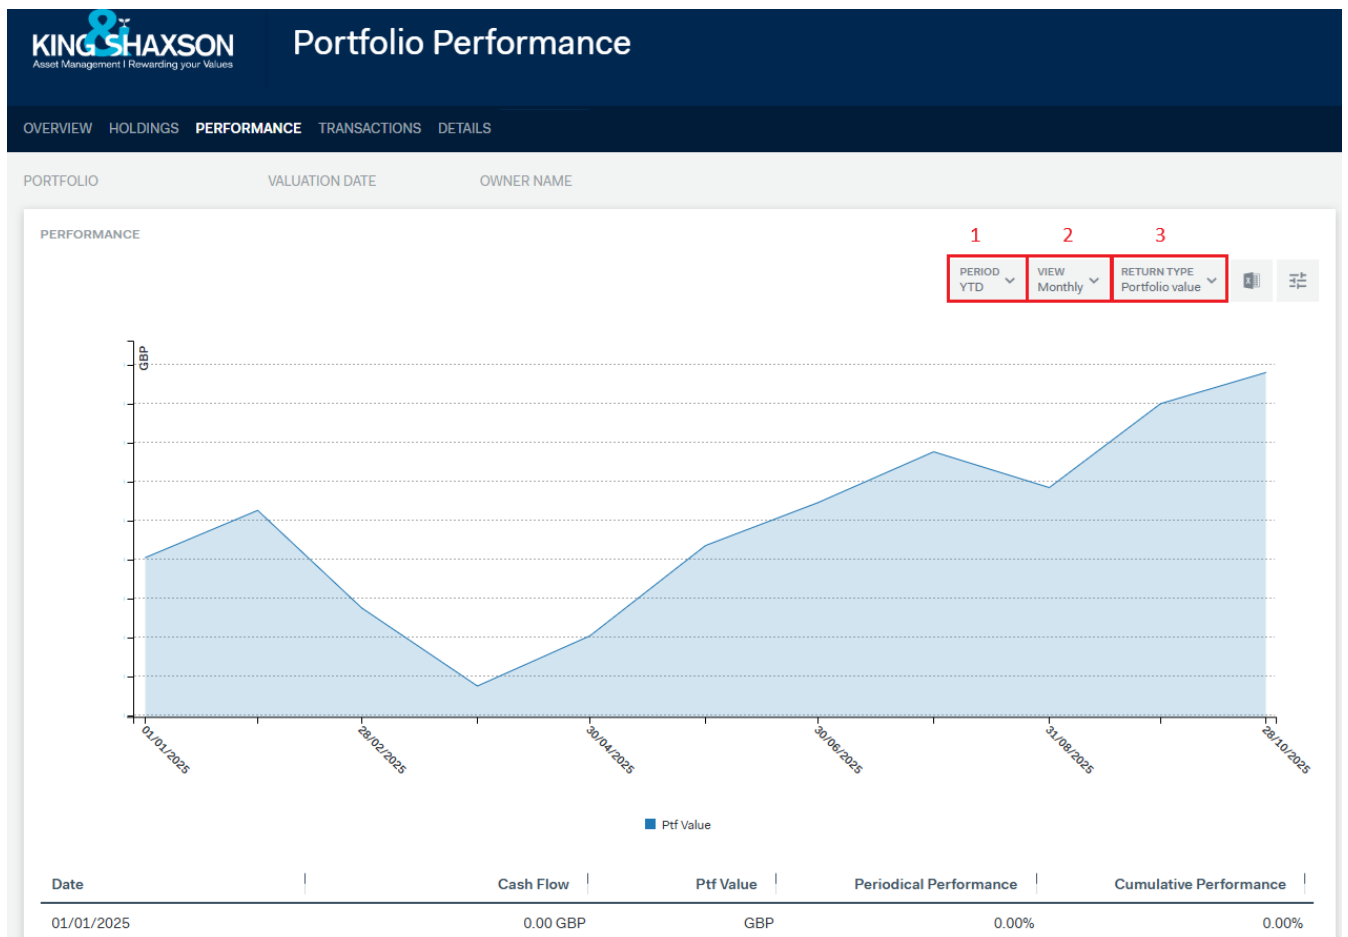 KING & SHAXSON
Asset Management | Rewarding your Values
Portfolio Performance
OVERVIEW HOLDINGS PERFORMANCE TRANSACTIONS DETAILS
PORTFOLIO VALUATION DATE OWNER NAME
PERFORMANCE
1 2 3
PERIOD VIEW RETURN TYPE
YTD Monthly Portfolio value
GBP
01/01/2025 28/02/2025 30/04/2025 30/06/2025 31/08/2025 28/10/2025
Ptf Value
Date Cash Flow Ptf Value Periodical Performance Cumulative Performance
01/01/2025 0.00 GBP GBP 0.00% 0.00%